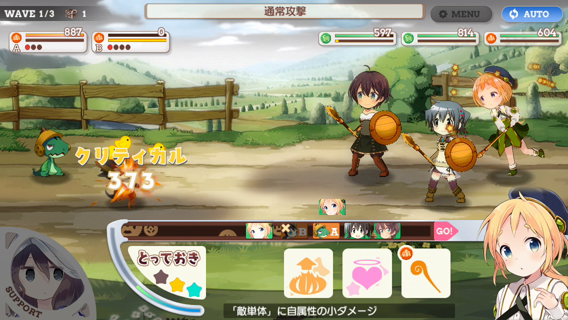 WAVE 1/3 1
通常攻撃
MENU
AUTO
887
A
0
B
597
814
604
クリティカル
373
B
A
GO!
とっておき
SUPPORT
「敵単体」に自属性の小ダメージ